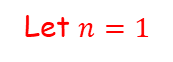 Let n = 1